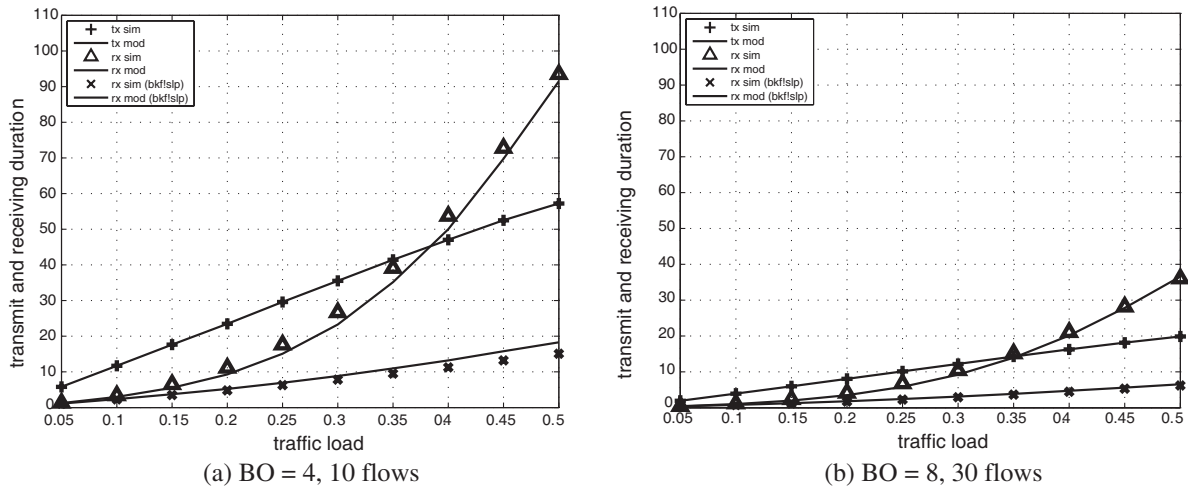 110
100
90
80
70
60
50
40
30
20
10
0
transmit and receiving duration
tx sim
tx mod
rx sim
rx mod
rx sim (bkf!slp)
rx mod (bkf!slp)
0.05 0.1 0.15 0.2 0.25 0.3 0.35 0.4 0.45 0.5
traffic load
(a) BO = 4, 10 flows
110
100
90
80
70
60
50
40
30
20
10
0
transmit and receiving duration
tx sim
tx mod
rx sim
rx mod
rx sim (bkf!slp)
rx mod (bkf!slp)
0.05 0.1 0.15 0.2 0.25 0.3 0.35 0.4 0.45 0.5
traffic load
(b) BO = 8, 30 flows